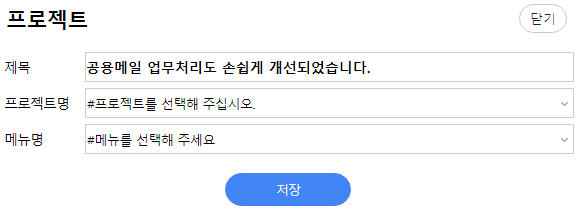 프로젝트
닫기
제목
공용메일 업무처리도 손쉽게 개선되었습니다.
프로젝트명
#프로젝트를 선택해 주십시오.
메뉴명
#메뉴를 선택해 주세요
저장